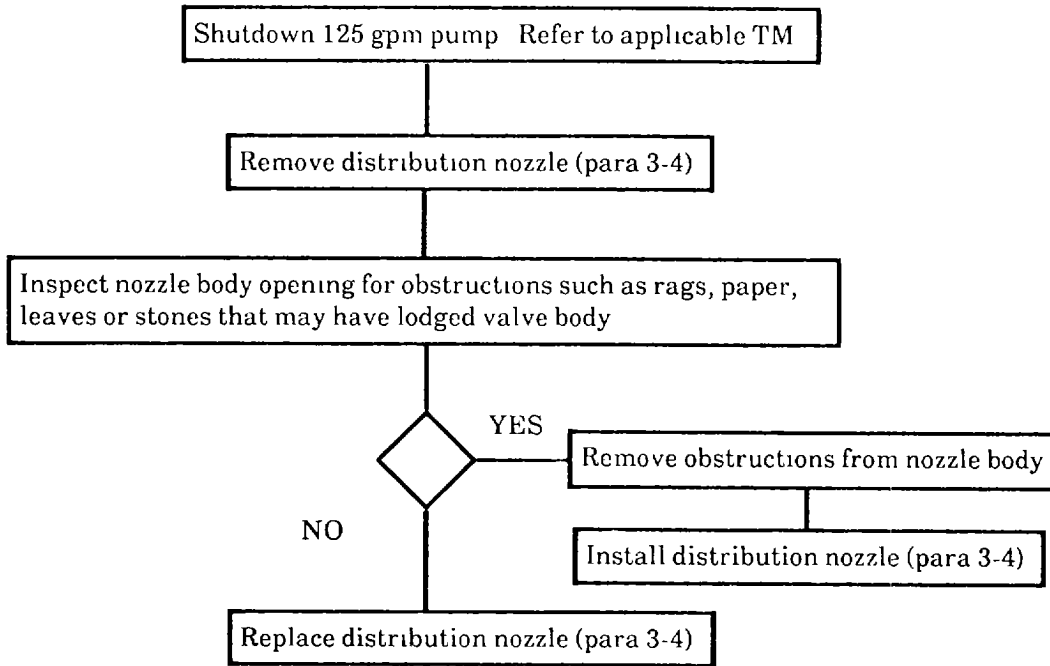 Shutdown 125 gpm pump Refer to applicable TM
Remove distribution nozzle (para 3-4)
Inspect nozzle body opening for obstructions such as rags, paper,
leaves or stones that may have lodged valve body
YES
Remove obstructions from nozzle body
NO
Install distribution nozzle (para 3-4)
Replace distribution nozzle (para 3-4)